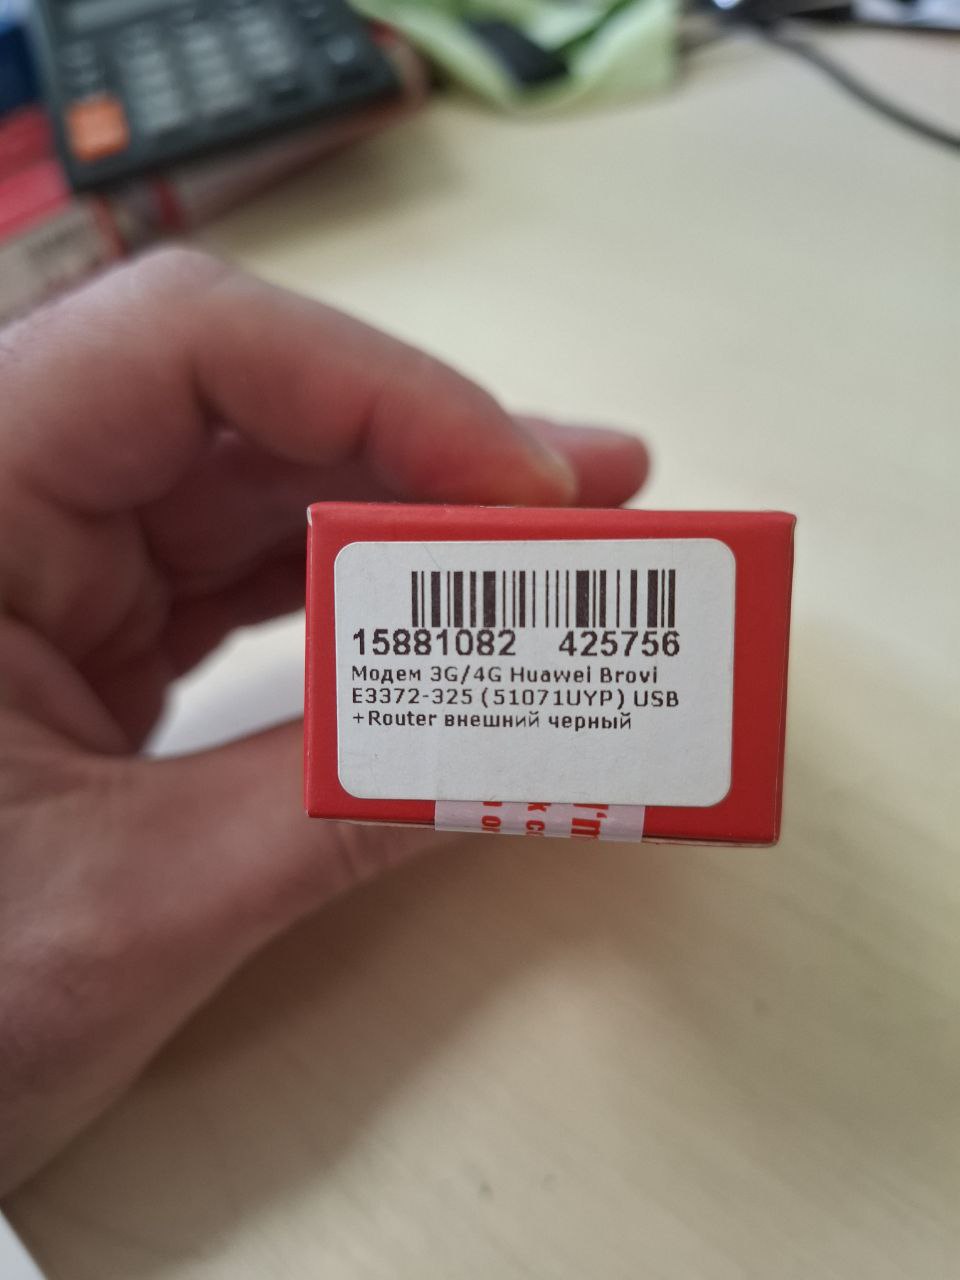 15881082 425756
Модем 3G/4G Huawei Brovi
E3372-325 (51071UYP) USB
+Router внешний черный